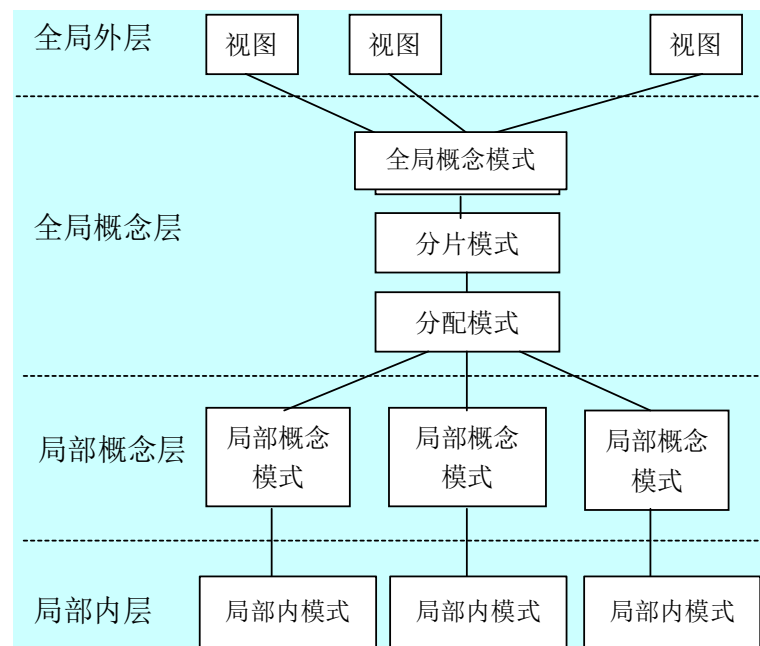 全局外层
视图
视图
视图
全局概念模式
全局概念层
分片模式
分配模式
局部概念层
局部概念
模式
局部概念
模式
局部概念
模式
局部内层
局部内模式
局部内模式
局部内模式